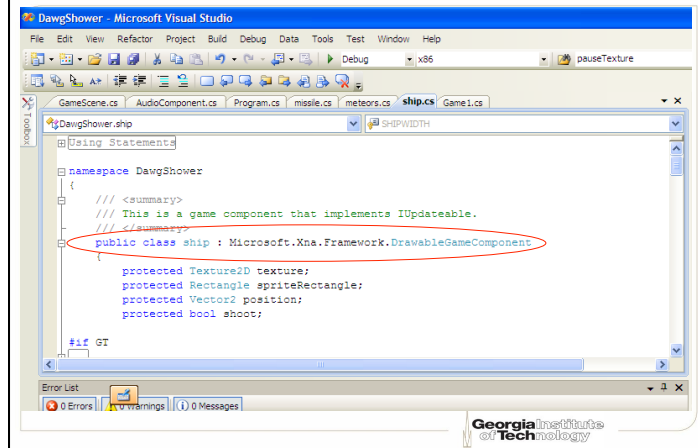 DawgShower - Microsoft Visual Studio
File Edit View Refactor Project Build Debug Data Tools Test Window Help
Debug x86 pauseTexture
Toolbox
GameScene.cs AudioComponent.cs Program.cs missile.cs meteors.cs ship.cs Game1.cs
DawgShower.ship SHIPWIDTH
Using Statements
namespace DawgShower
{
/// <summary>
/// This is a game component that implements IUpdateable.
/// </summary>
public class ship : Microsoft.Xna.Framework.DrawableGameComponent
{
protected Texture2D texture;
protected Rectangle spriteRectangle;
protected Vector2 position;
protected bool shoot;
#if GT
...
Error List
0 Errors 0 Warnings 0 Messages
Georgia Institute
of Technology